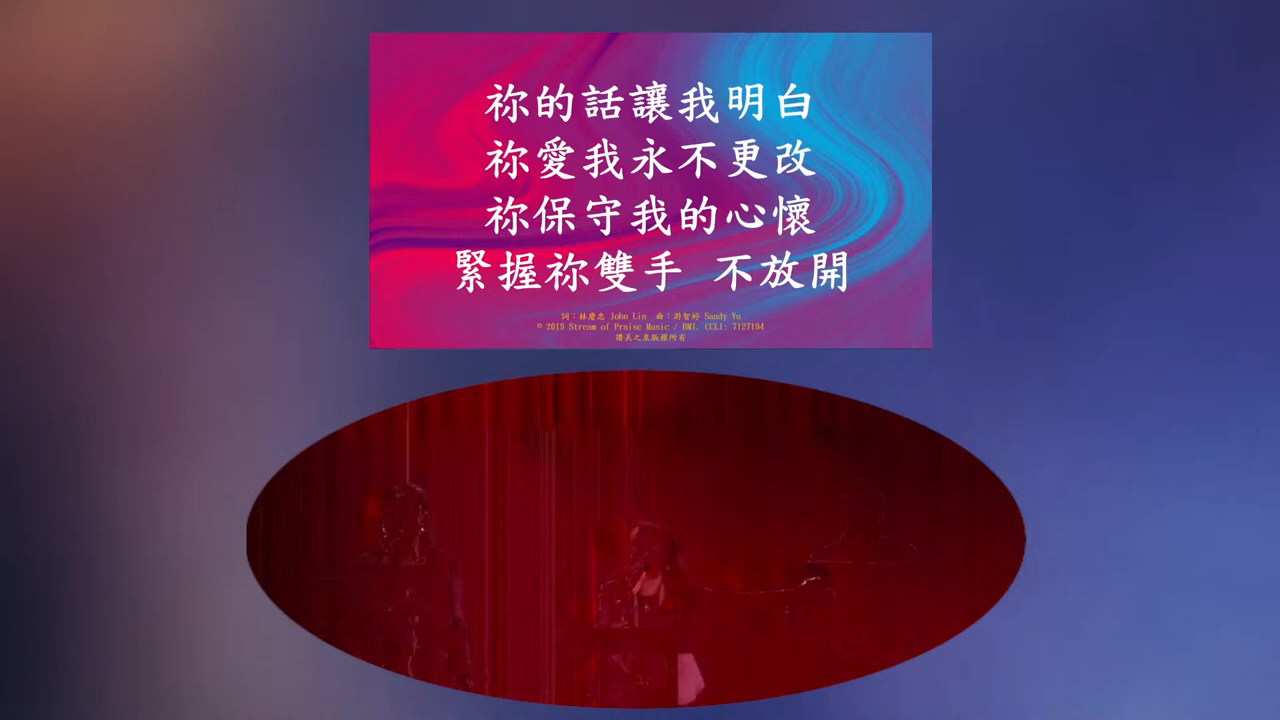 祢的話讓我明白
祢愛我永不更改
祢保守我的心懷
緊握祢雙手 不放開
詞：林慶忠 John Lin 曲：游智婷 Sandy Yu
© 2019 Stream of Praise Music / BMI. CCLI: 7127194
讚美之泉版權所有